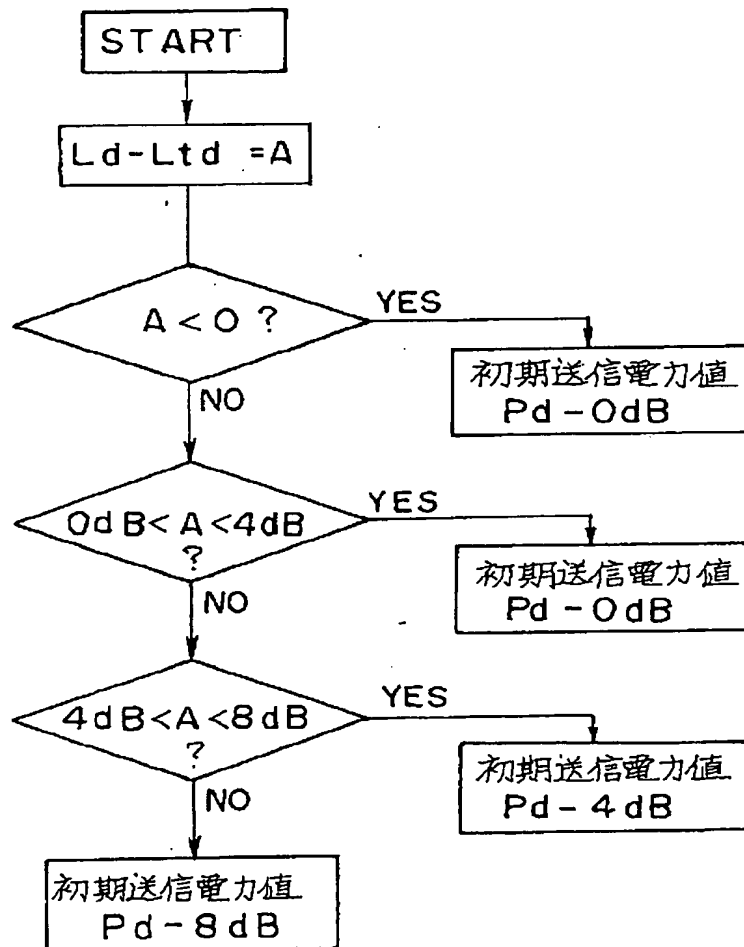 START
Ld-Ltd =A
A<0 ?
YES
初期送信電力値
Pd-0dB
NO
0dB<A<4dB
?
YES
初期送信電力値
Pd-0dB
NO
4dB<A<8dB
?
YES
初期送信電力値
Pd-4dB
NO
初期送信電力値
Pd-8dB